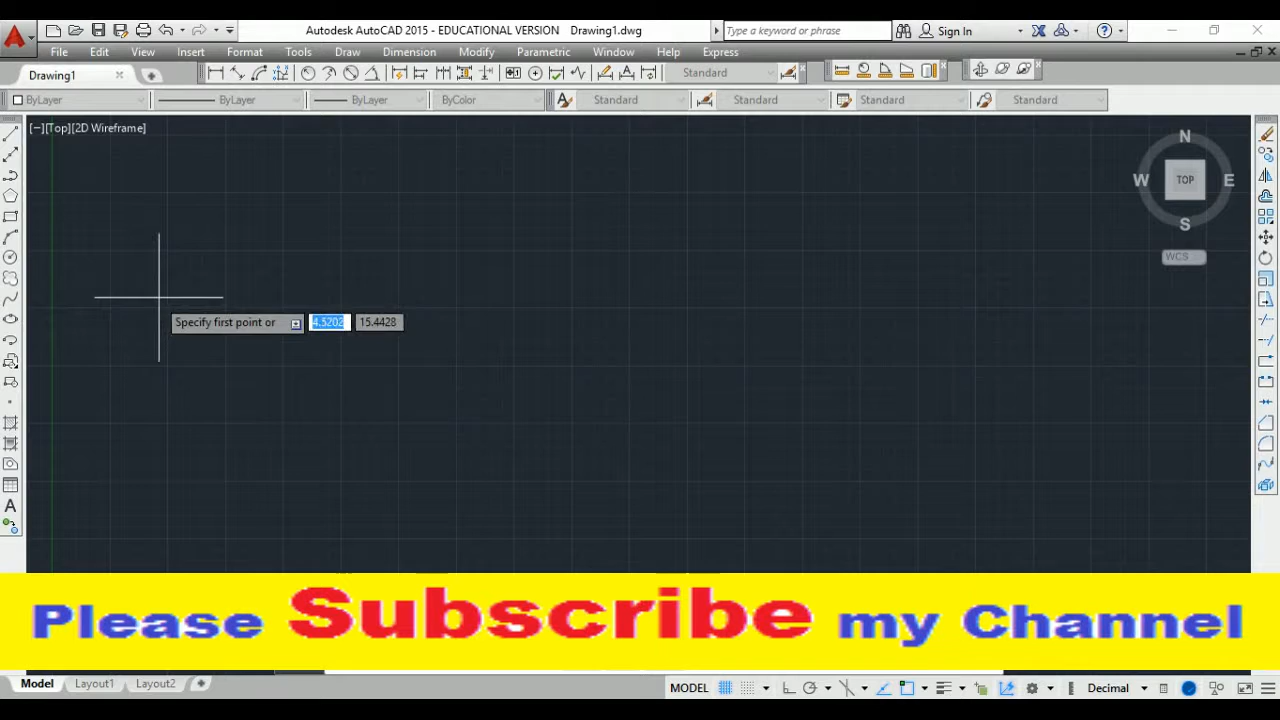 Autodesk AutoCAD 2015 - EDUCATIONAL VERSION Drawing1.dwg
Type a keyword or phrase
Sign In
File Edit View Insert Format Tools Draw Dimension Modify Parametric Window Help Express
Drawing1
Standard
ByLayer ByLayer ByLayer ByColor Standard Standard Standard Standard
[−][Top][2D Wireframe]
N
W TOP E
S
WCS
Specify first point or 4.5202 15.4428
Please Subscribe my Channel
Model Layout1 Layout2
MODEL Decimal